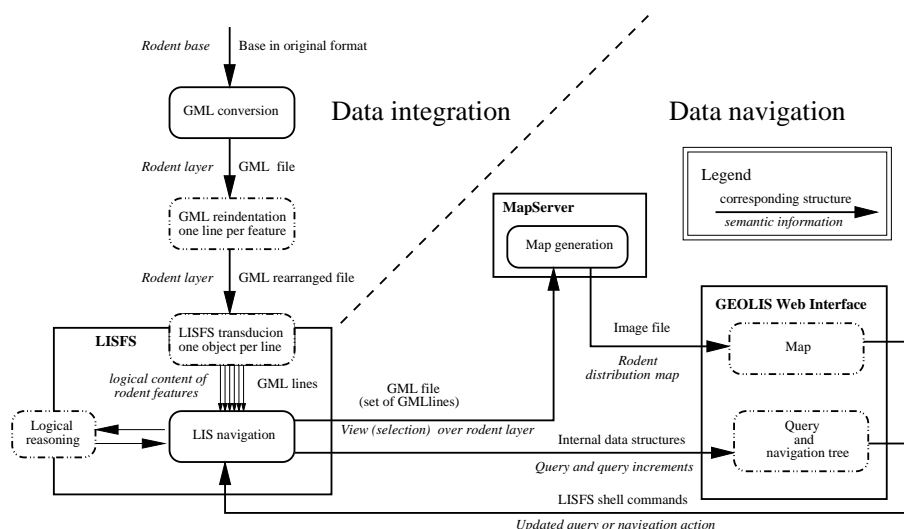 Rodent base
Base in original format
GML conversion
Data integration
Data navigation
Rodent layer
GML file
GML reindentation
one line per feature
Rodent layer
GML rearranged file
LISFS
LISFS transducion
one object per line
logical content of
rodent features
GML lines
Logical
reasoning
LIS navigation
MapServer
Map generation
GML file
(set of GMLlines)
View (selection) over rodent layer
Legend
corresponding structure
semantic information
GEOLIS Web Interface
Image file
Rodent
distribution map
Map
Internal data structures
Query and query increments
Query
and
navigation tree
LISFS shell commands
Updated query or navigation action